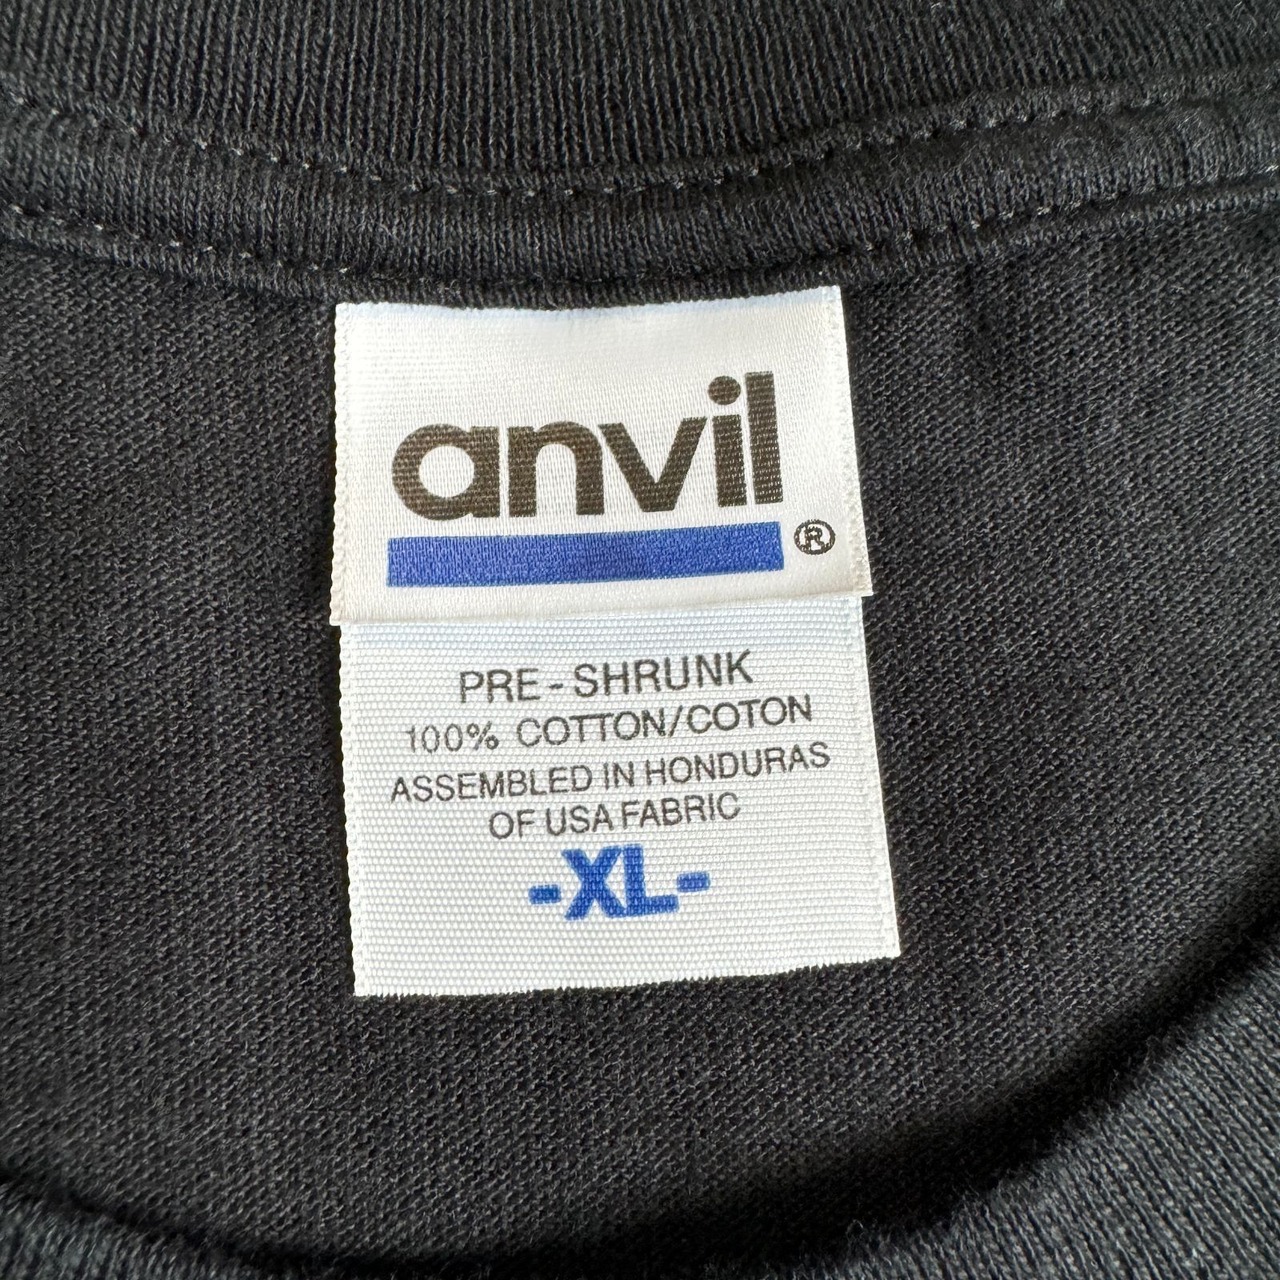 anvil
®
PRE-SHRUNK
100% COTTON/COTON
ASSEMBLED IN HONDURAS
OF USA FABRIC
-XL-